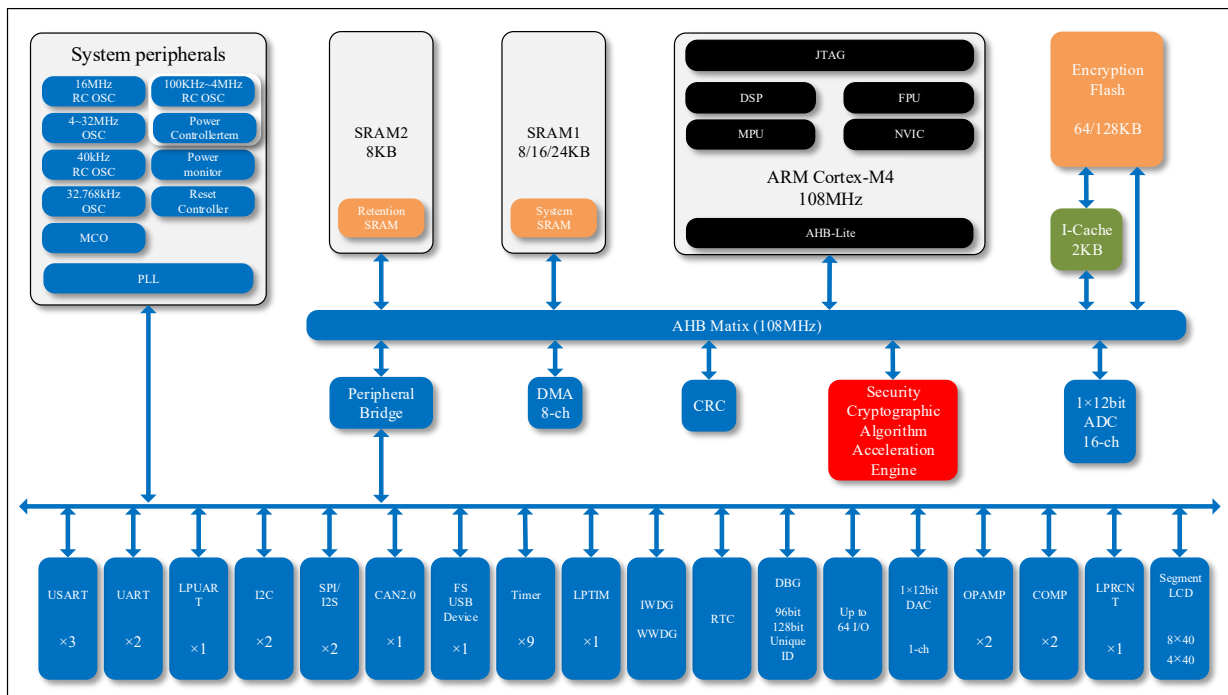 System peripherals
16MHz
RC OSC
100KHz~4MHz
RC OSC
4~32MHz
OSC
Power
Controllertem
40kHz
RC OSC
Power
monitor
32.768kHz
OSC
Reset
Controller
MCO
PLL
SRAM2
8KB
Retention
SRAM
SRAM1
8/16/24KB
System
SRAM
JTAG
DSP
FPU
MPU
NVIC
ARM Cortex-M4
108MHz
AHB-Lite
Encryption
Flash
64/128KB
I-Cache
2KB
AHB Matix (108MHz)
Peripheral
Bridge
DMA
8-ch
CRC
Security
Cryptographic
Algorithm
Acceleration
Engine
1×12bit
ADC
16-ch
USART
×3
UART
×2
LPUAR
T
×1
I2C
×2
SPI/
I2S
×2
CAN2.0
×1
FS
USB
Device
×1
Timer
×9
LPTIM
×1
IWDG
WWDG
RTC
DBG
96bit
128bit
Unique
ID
Up to
64 I/O
1×12bit
DAC
1-ch
OPAMP
×2
COMP
×2
LPRCN
T
×1
Segment
LCD
8×40
4×40